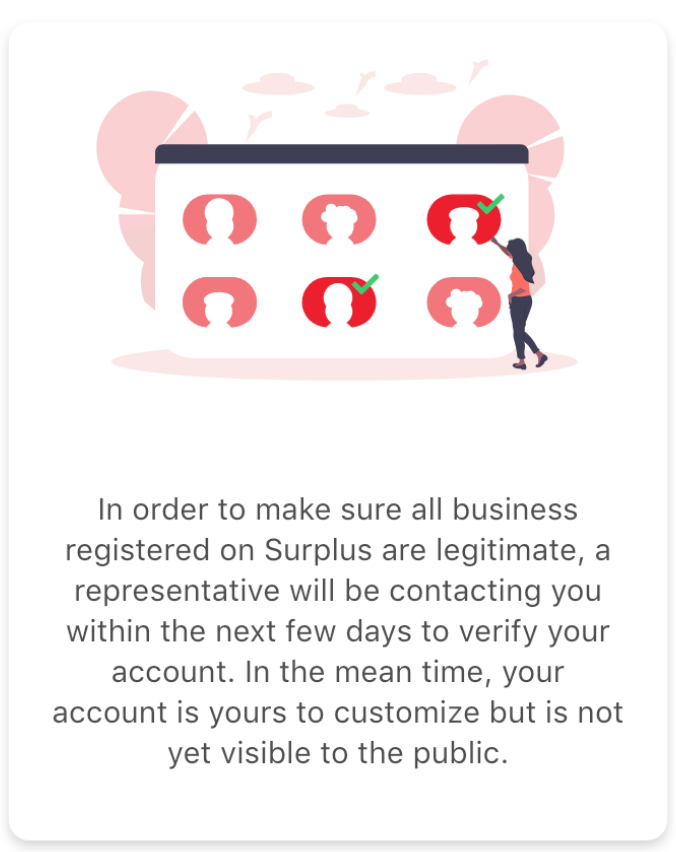 In order to make sure all business
registered on Surplus are legitimate, a
representative will be contacting you
within the next few days to verify your
account. In the mean time, your
account is yours to customize but is not
yet visible to the public.